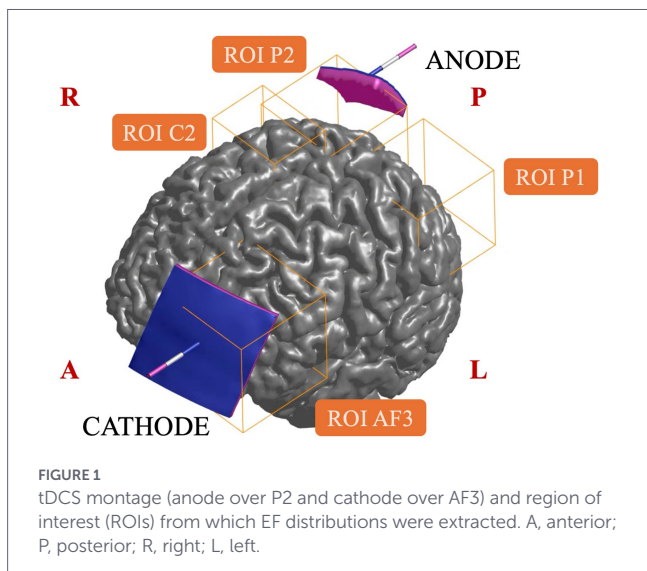 ROI P2
ANODE
R
P
ROI C2
ROI P1
A
L
CATHODE
ROI AF3
FIGURE 1
tDCS montage (anode over P2 and cathode over AF3) and region of
interest (ROIs) from which EF distributions were extracted. A, anterior;
P, posterior; R, right; L, left.